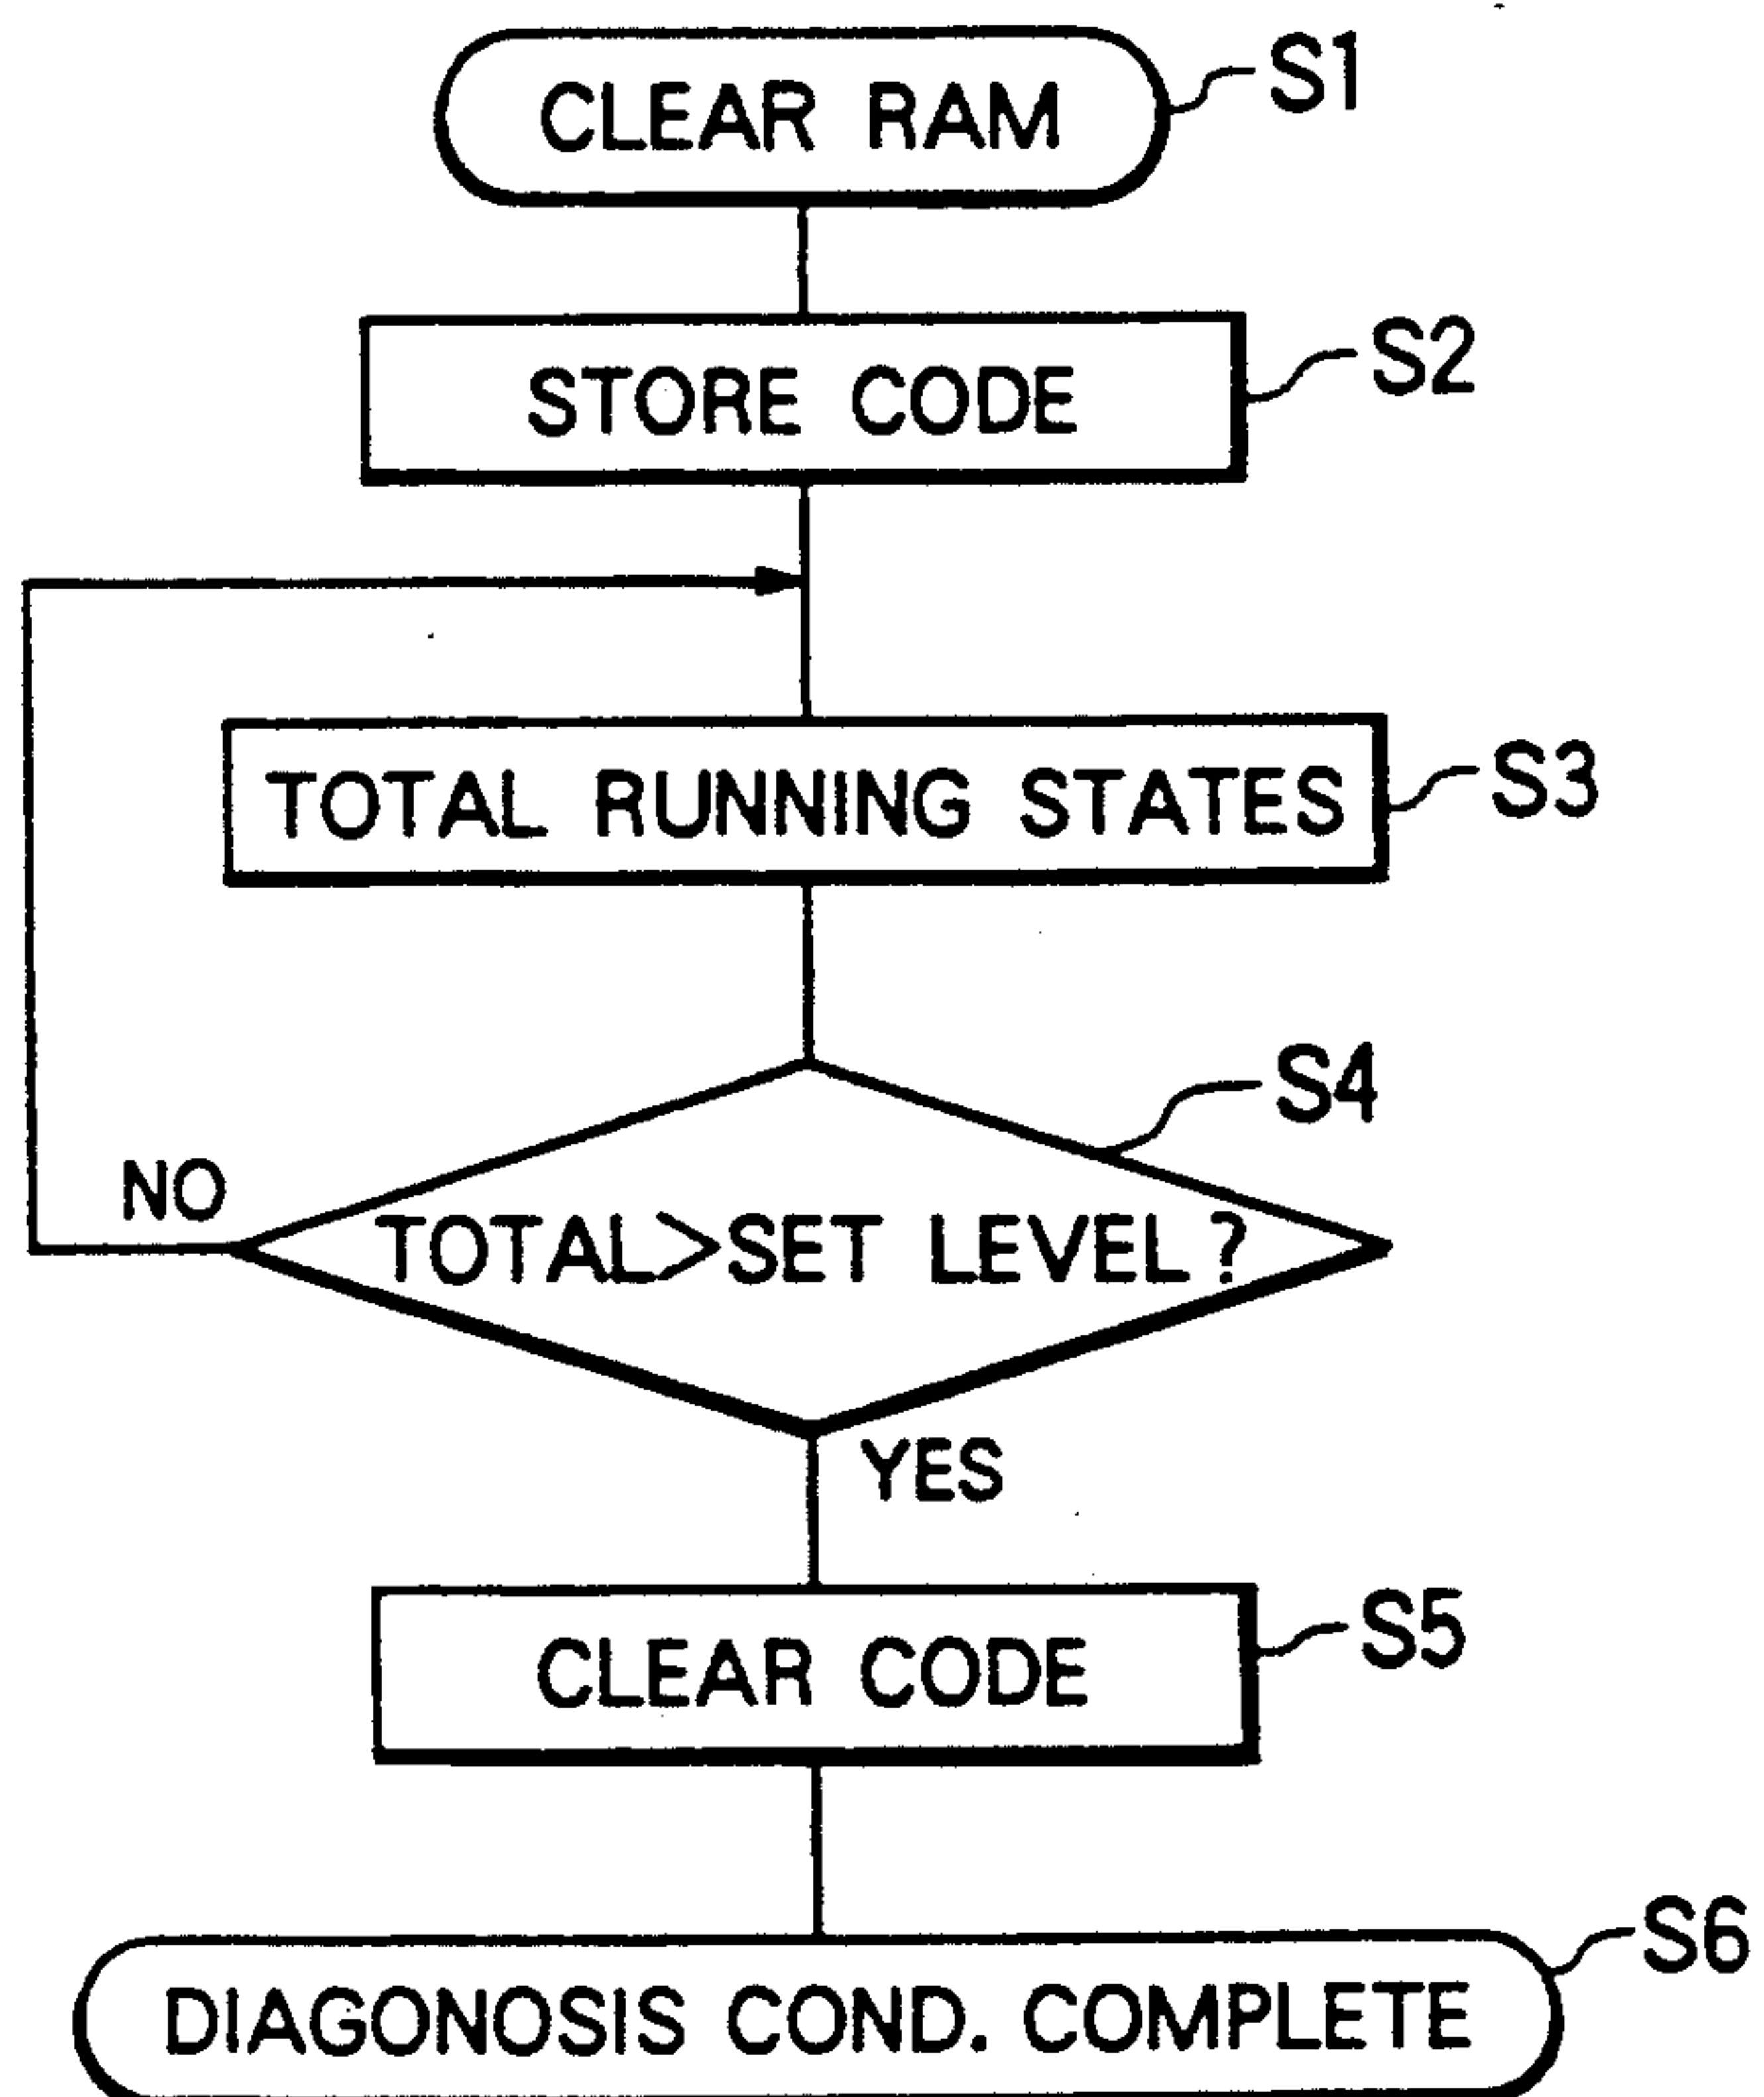 CLEAR RAM
S1
STORE CODE
S2
TOTAL RUNNING STATES
S3
S4
NO
TOTAL>SET LEVEL?
YES
CLEAR CODE
S5
S6
DIAGONOSIS COND. COMPLETE